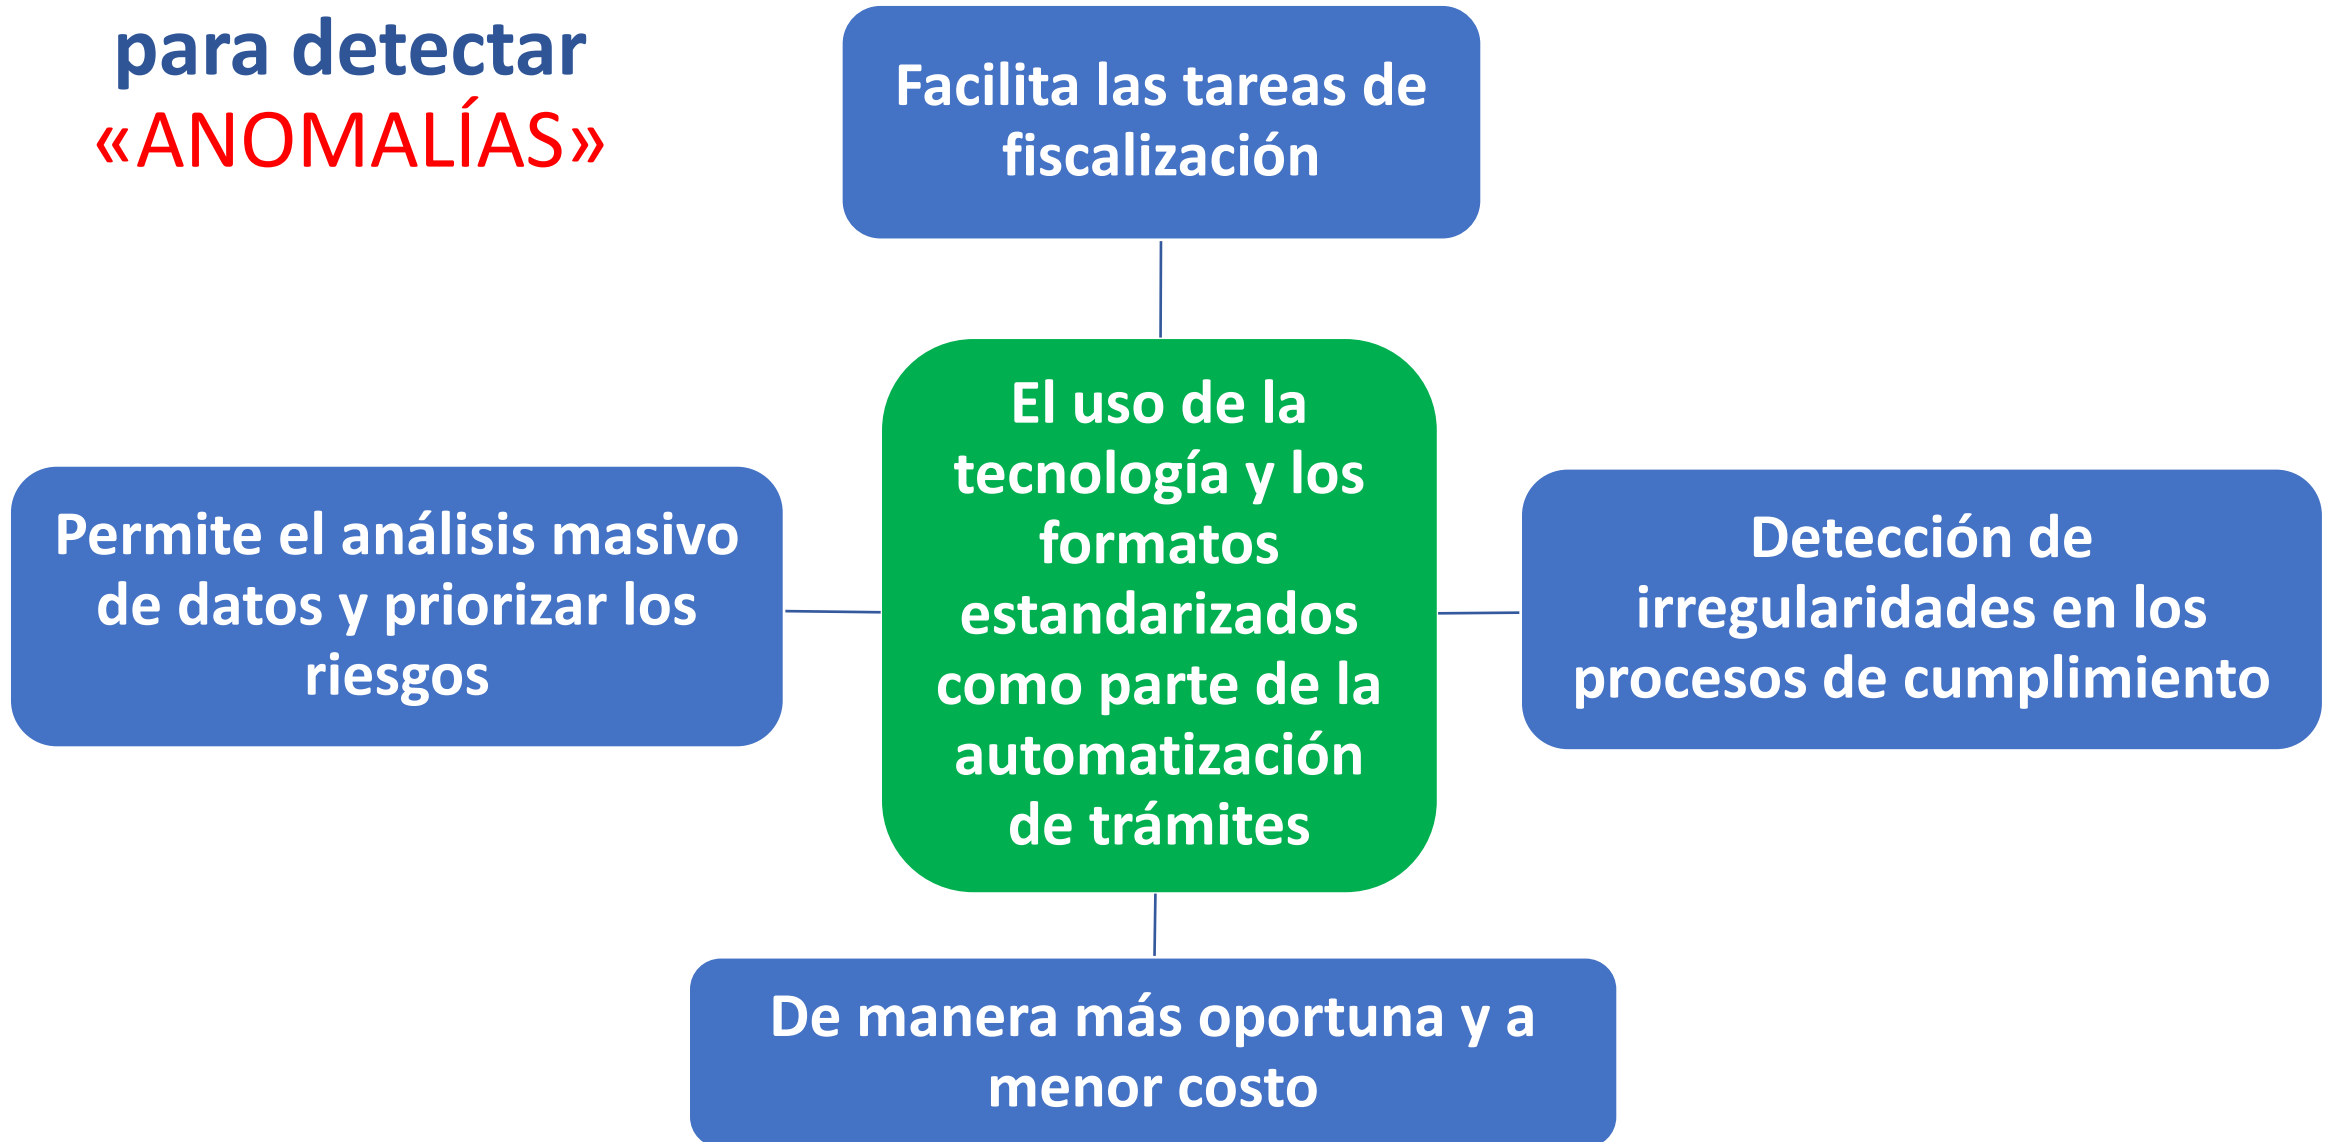 para detectar
«ANOMALÍAS»
Facilita las tareas de
fiscalización
El uso de la
tecnología y los
formatos
estandarizados
como parte de la
automatización
de trámites
Permite el análisis masivo
de datos y priorizar los
riesgos
Detección de
irregularidades en los
procesos de cumplimiento
De manera más oportuna y a
menor costo